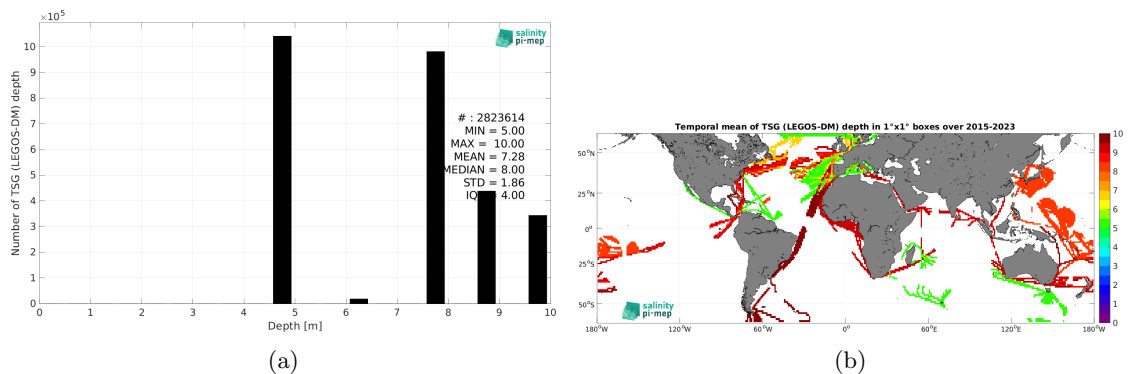 ×10⁵
salinity
pi-mep
10
9
8
7
6
5
4
3
2
1
0
Number of TSG (LEGOS-DM) depth
# : 2823614
MIN = 5.00
MAX = 10.00
MEAN = 7.28
MEDIAN = 8.00
STD = 1.86
= 4.00
0 1 2 3 4 5 6 7 8 9 10
Depth [m]
(a)
Temporal mean of TSG (LEGOS-DM) depth in 1°x1° boxes over 2015-2023
50°N
25°N
0°
25°S
50°S
salinity
pi-mep
180°W 120°W 60°W 0° 60°E 120°E 180°W
10
9
8
7
6
5
4
3
2
1
0
(b)